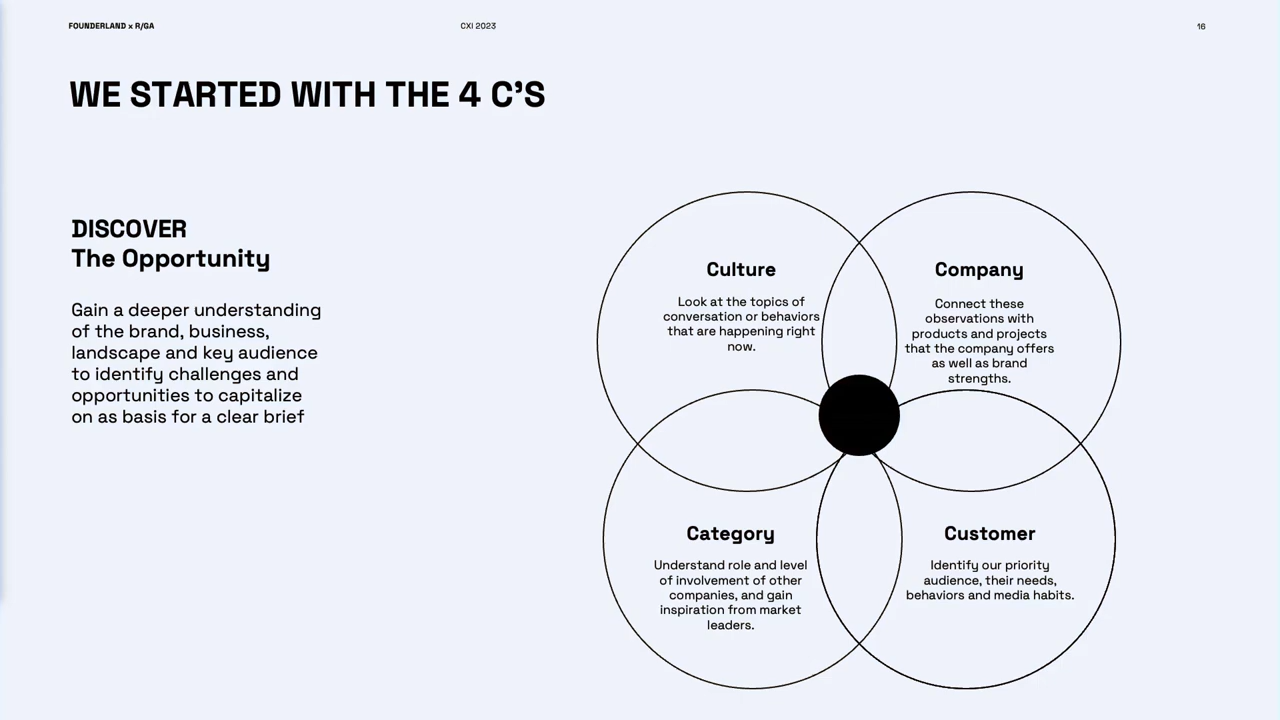 FOUNDERLAND x R/GA
CXI 2023
16
WE STARTED WITH THE 4 C’S
DISCOVER
The Opportunity
Gain a deeper understanding
of the brand, business,
landscape and key audience
to identify challenges and
opportunities to capitalize
on as basis for a clear brief
Culture
Look at the topics of
conversation or behaviors
that are happening right
now.
Company
Connect these
observations with
products and projects
that the company offers
as well as brand
strengths.
Category
Understand role and level
of involvement of other
companies, and gain
inspiration from market
leaders.
Customer
Identify our priority
audience, their needs,
behaviors and media habits.